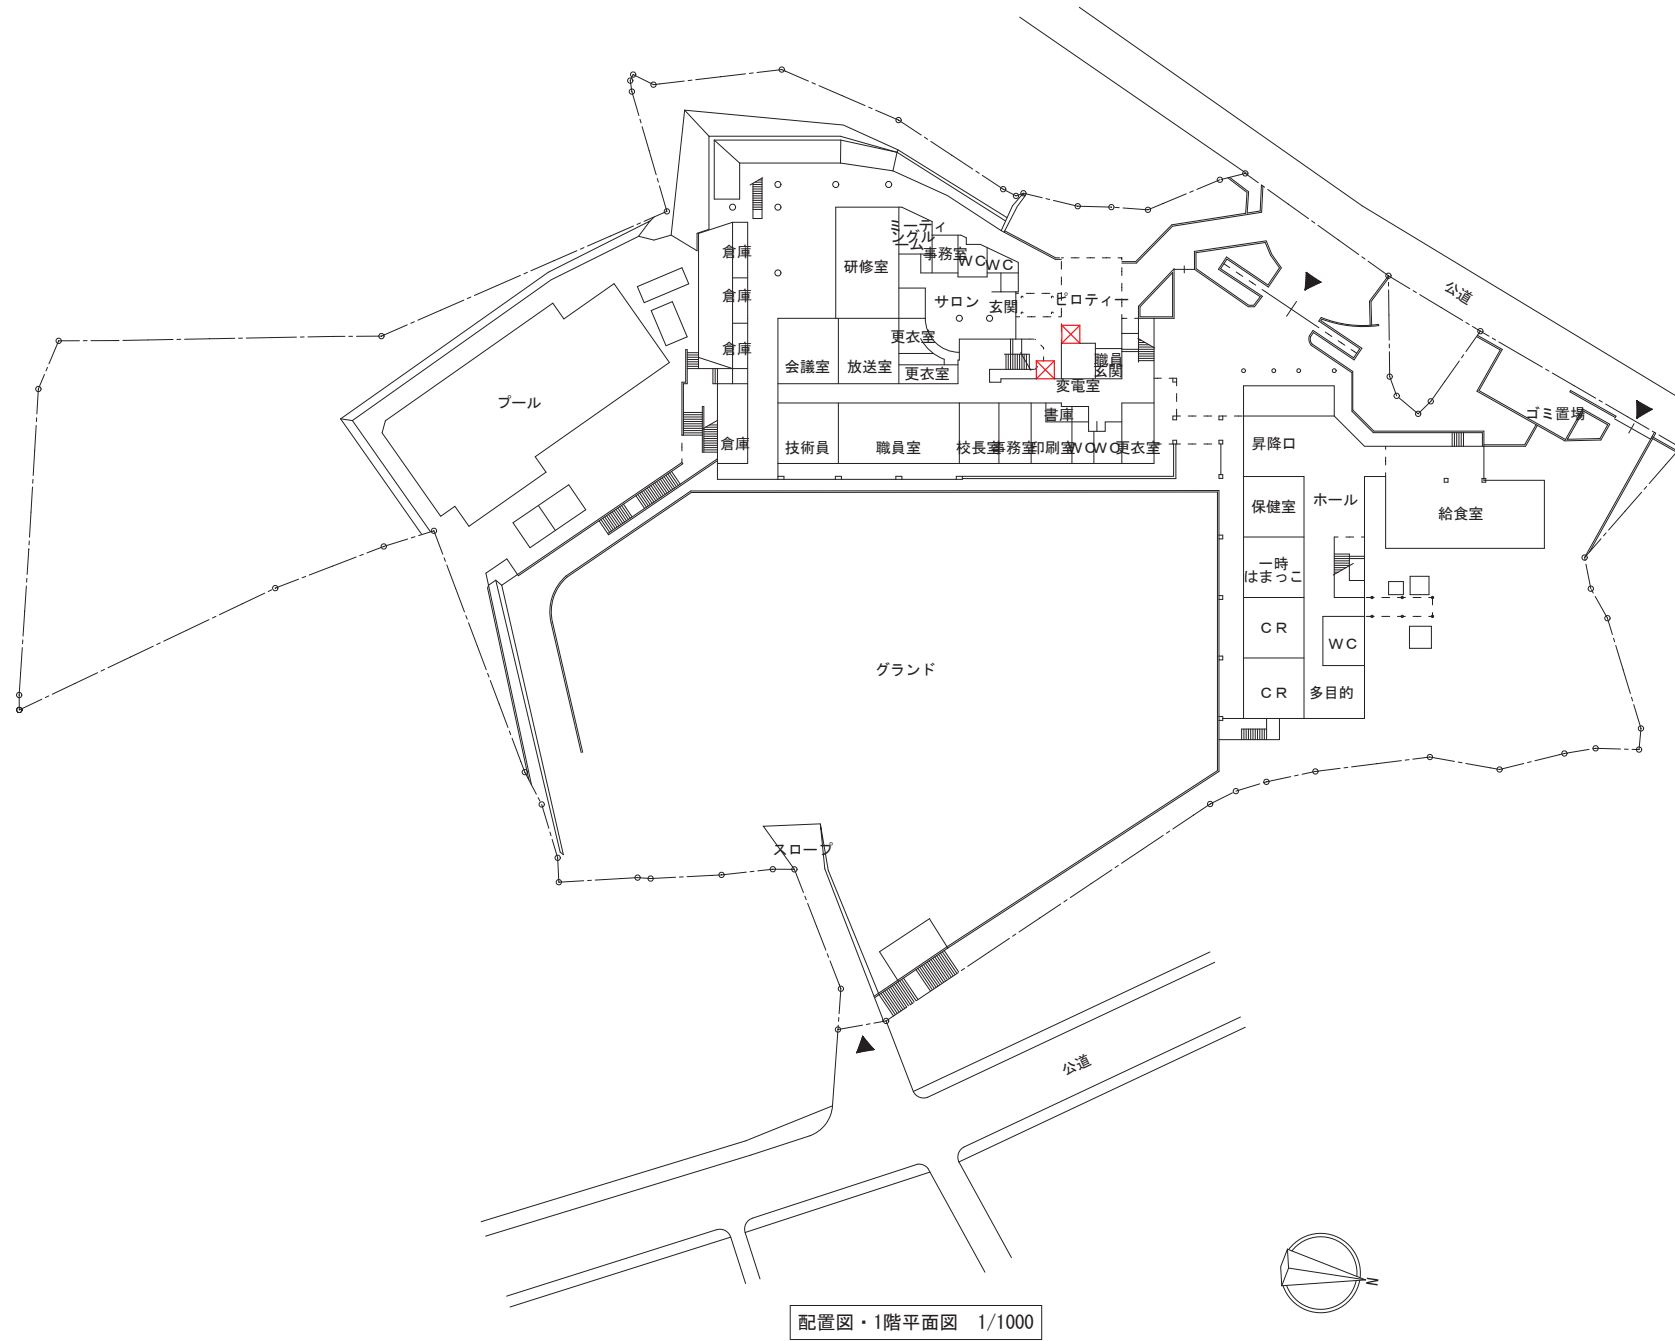 公道
ミーティ
ングル
ーム
事務室
WC
WC
倉庫
研修室
倉庫
サロン
玄関
ピロティー
倉庫
更衣室
会議室
放送室
更衣室
職員
玄関
変電室
プール
書庫
ゴミ置場
倉庫
技術員
職員室
校長室
事務室
印刷室
WC
WC
更衣室
昇降口
保健室
ホール
給食室
一時
はまっこ
CR
WC
CR
多目的
グランド
スロープ
公道
N
配置図・1階平面図 1/1000